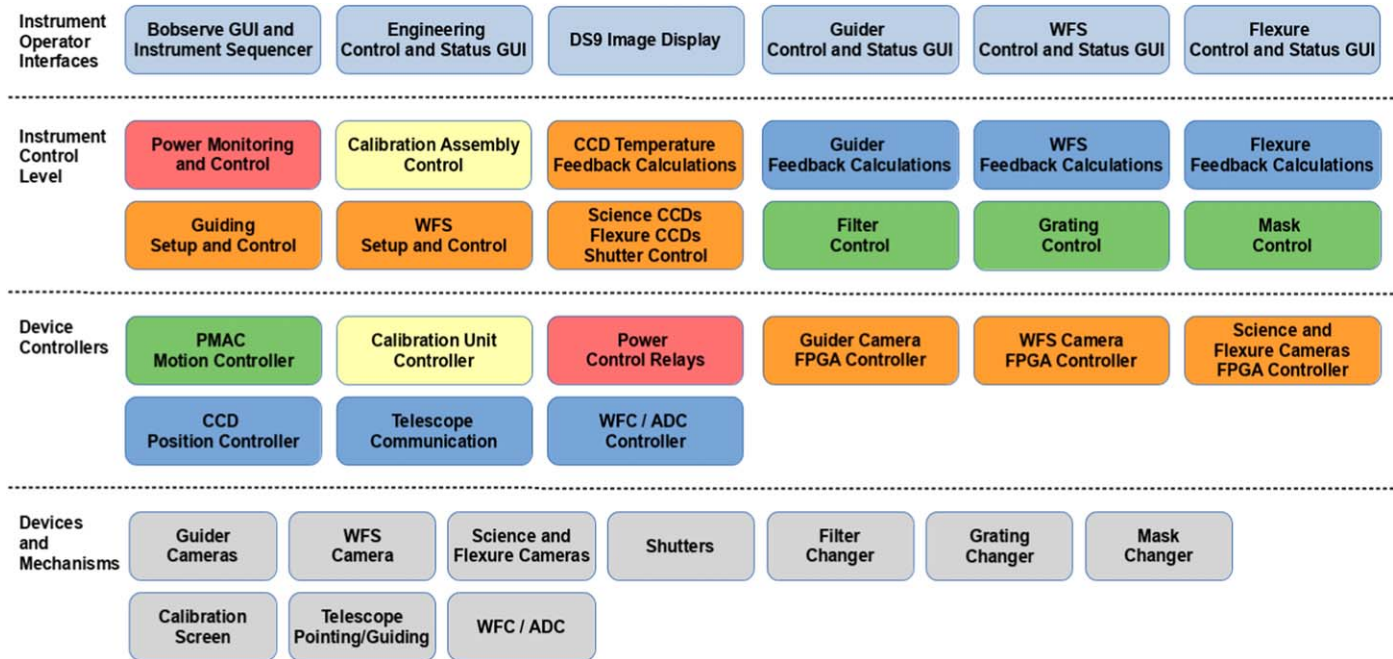 Instrument
Operator
Interfaces
Bobserve GUI and
Instrument Sequencer
Engineering
Control and Status GUI
DS9 Image Display
Guider
Control and Status GUI
WFS
Control and Status GUI
Flexure
Control and Status GUI
Instrument
Control
Level
Power Monitoring
and Control
Calibration Assembly
Control
CCD Temperature
Feedback Calculations
Guider
Feedback Calculations
WFS
Feedback Calculations
Flexure
Feedback Calculations
Guiding
Setup and Control
WFS
Setup and Control
Science CCDs
Flexure CCDs
Shutter Control
Filter
Control
Grating
Control
Mask
Control
Device
Controllers
PMAC
Motion Controller
Calibration Unit
Controller
Power
Control Relays
Guider Camera
FPGA Controller
WFS Camera
FPGA Controller
Science and
Flexure Cameras
FPGA Controller
CCD
Position Controller
Telescope
Communication
WFC / ADC
Controller
Devices
and
Mechanisms
Guider
Cameras
WFS
Camera
Science and
Flexure Cameras
Shutters
Filter
Changer
Grating
Changer
Mask
Changer
Calibration
Screen
Telescope
Pointing/Guiding
WFC / ADC